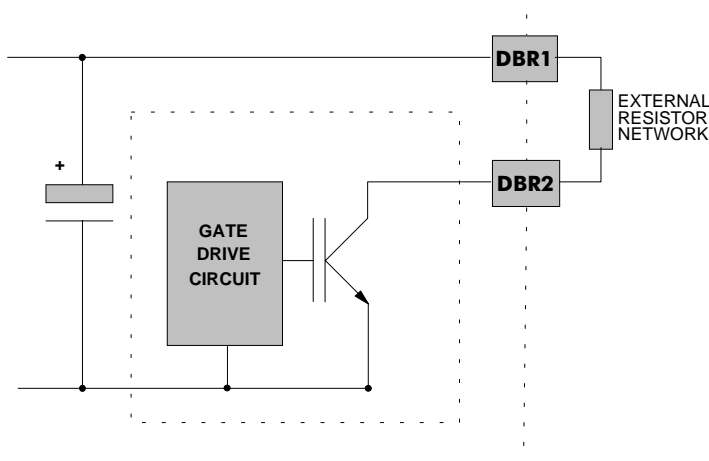 DBR1
EXTERNAL
RESISTOR
NETWORK
+
DBR2
GATE
DRIVE
CIRCUIT